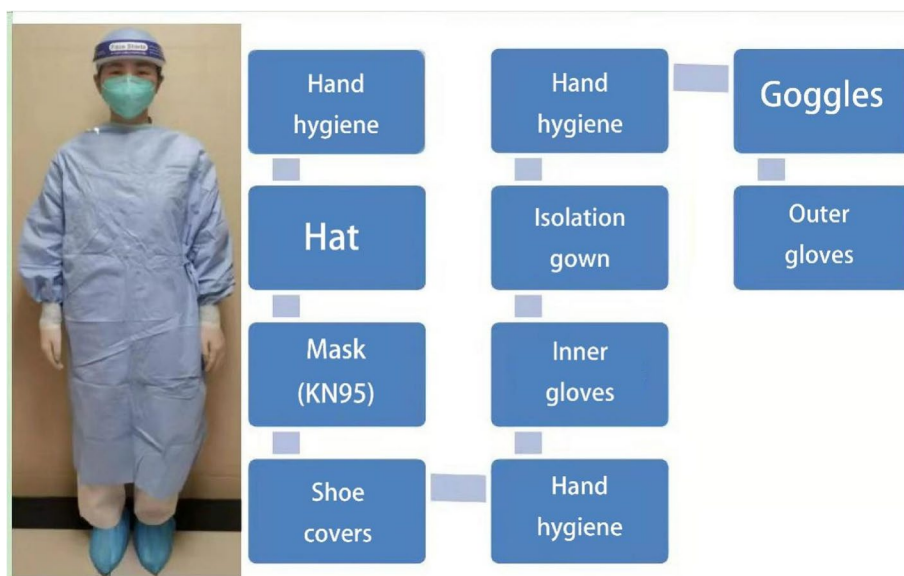 Face Shield
Hand
hygiene
Hat
Mask
(KN95)
Shoe
covers
Hand
hygiene
Inner
gloves
Isolation
gown
Hand
hygiene
Goggles
Outer
gloves